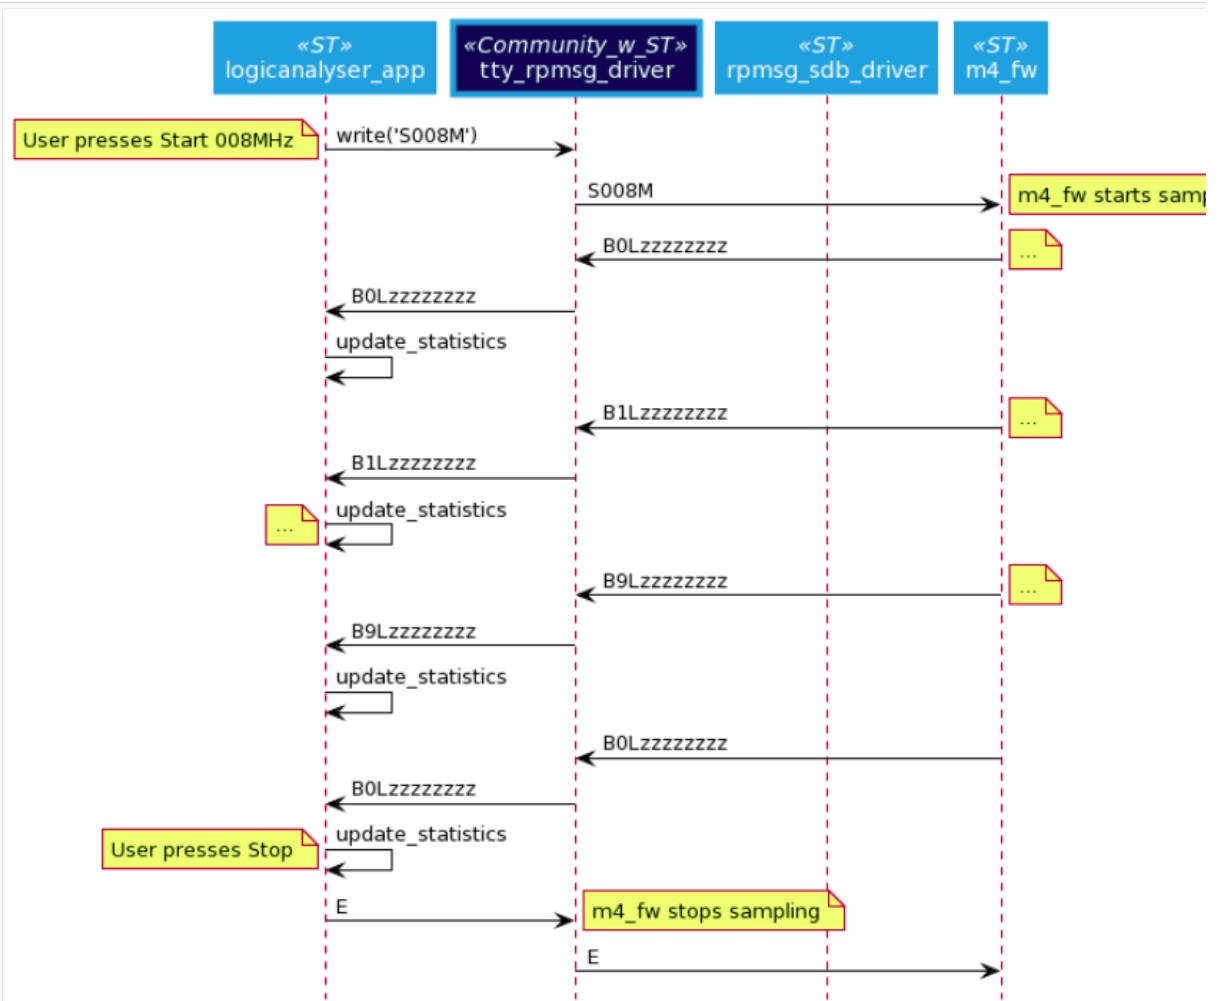 «ST»
logicanalyser_app
«Community_w_ST»
tty_rpmsg_driver
«ST»
rpmsg_sdb_driver
«ST»
m4_fw
User presses Start 008MHz
write('S008M')
S008M
m4_fw starts
B0Lzzzzzzzz
...
B0Lzzzzzzzz
update_statistics
B1Lzzzzzzzz
...
B1Lzzzzzzzz
...
update_statistics
B9Lzzzzzzzz
...
B9Lzzzzzzzz
update_statistics
B0Lzzzzzzzz
B0Lzzzzzzzz
User presses Stop
update_statistics
E
m4_fw stops sampling
E